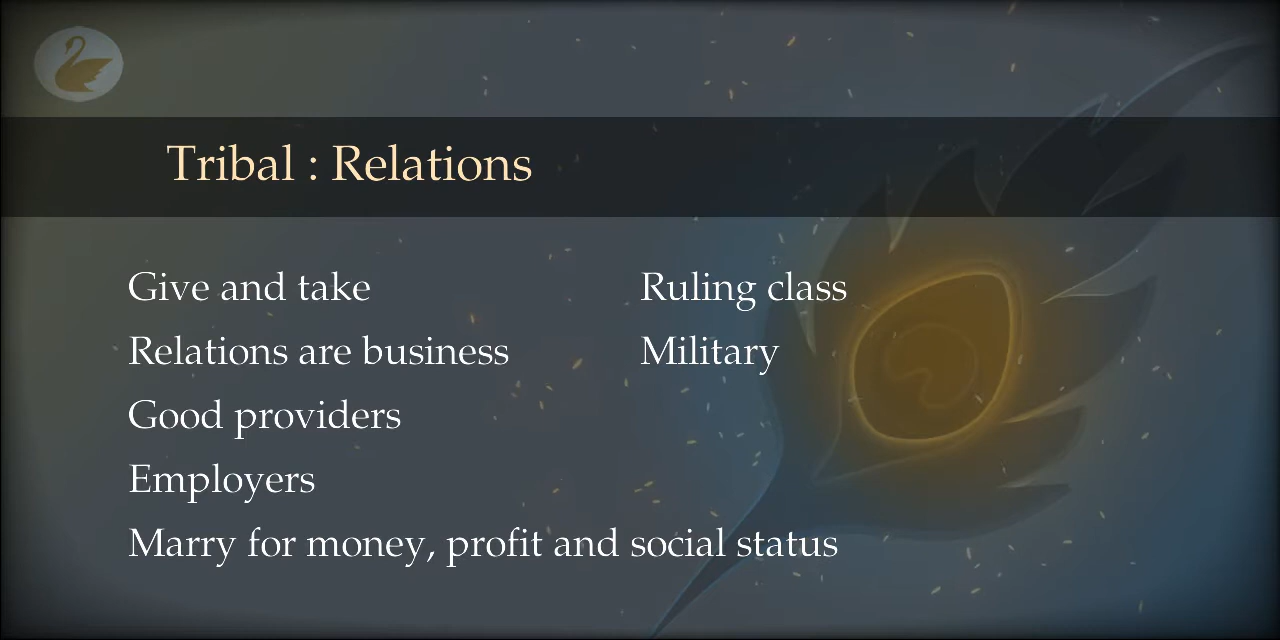 Tribal : Relations
Give and take
Relations are business
Good providers
Employers
Marry for money, profit and social status
Ruling class
Military